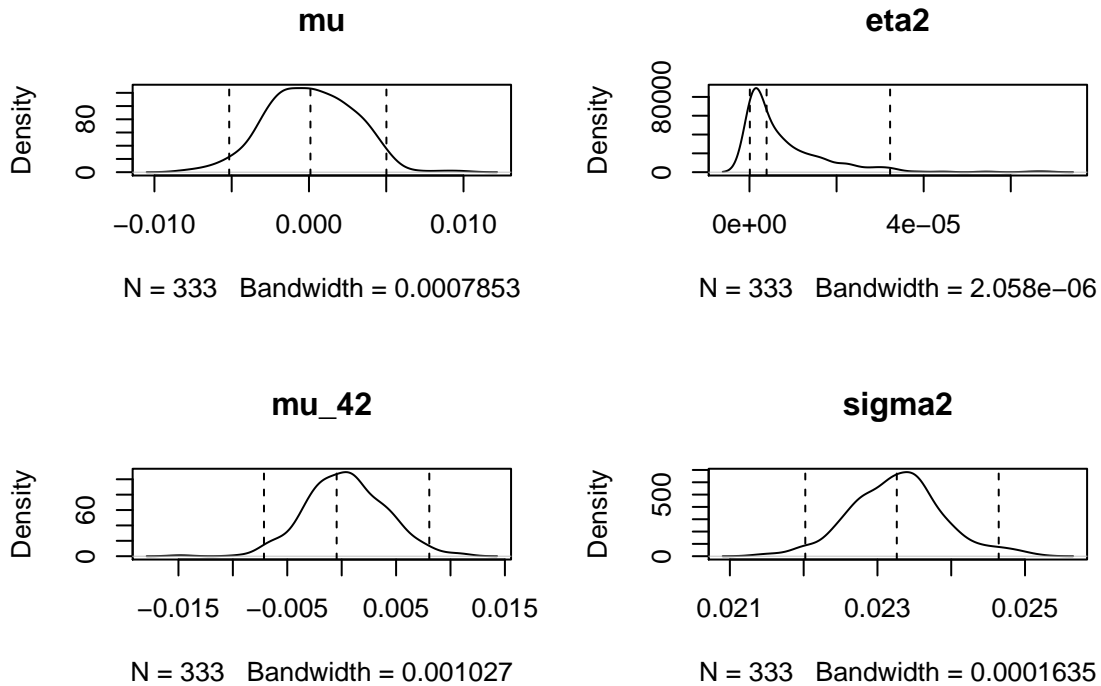 mu
Density
80
0
−0.010 0.000 0.010
N = 333 Bandwidth = 0.0007853
eta2
Density
800000
0
0e+00 4e−05
N = 333 Bandwidth = 2.058e−06
mu_42
Density
60
0
−0.015 −0.005 0.005 0.015
N = 333 Bandwidth = 0.001027
sigma2
Density
500
0
0.021 0.023 0.025
N = 333 Bandwidth = 0.0001635